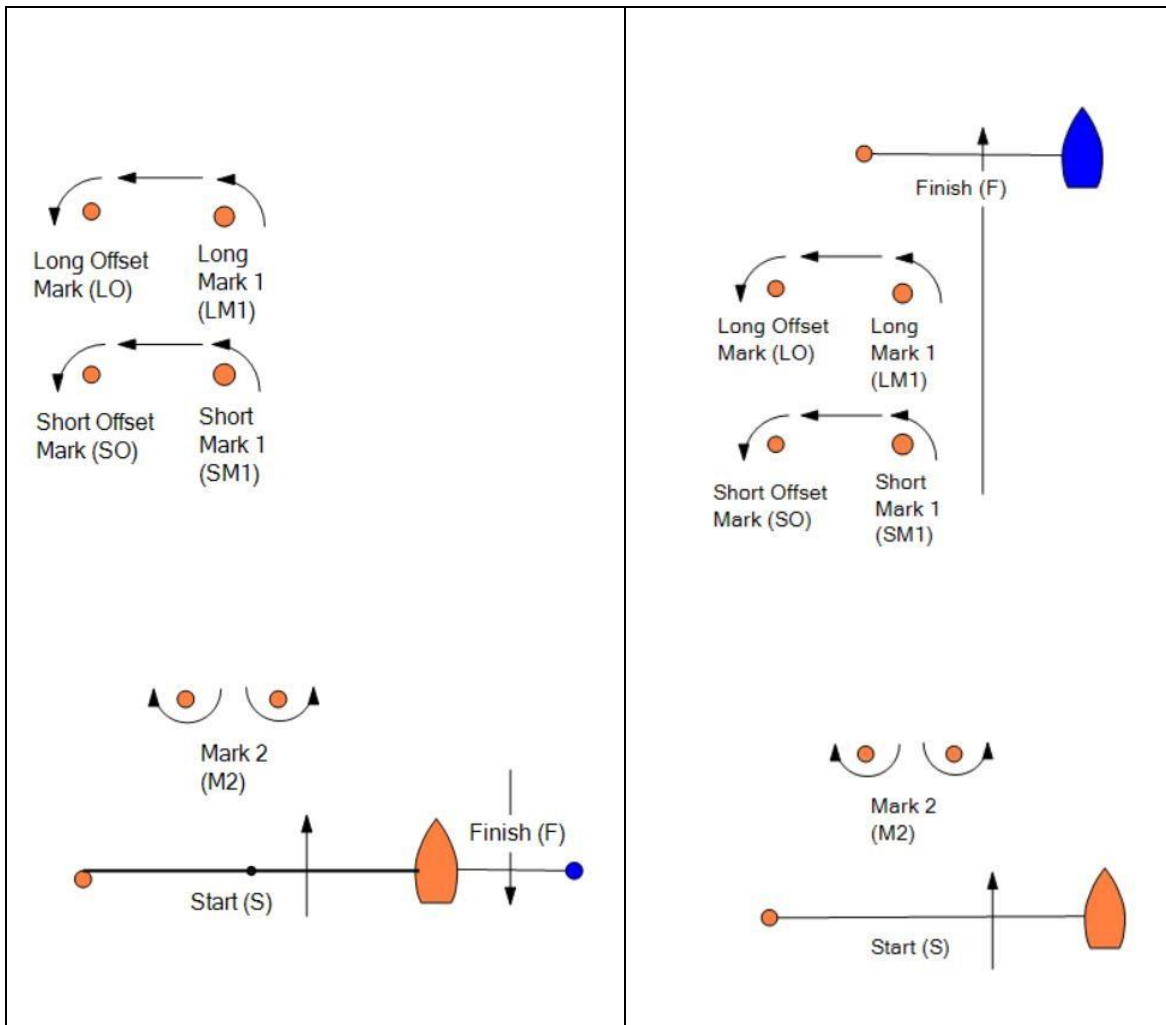 Long Offset
Mark (LO)
Long
Mark 1
(LM1)
Short Offset
Mark (SO)
Short
Mark 1
(SM1)
Mark 2
(M2)
Finish (F)
Start (S)
Finish (F)
Long Offset
Mark (LO)
Long
Mark 1
(LM1)
Short Offset
Mark (SO)
Short
Mark 1
(SM1)
Mark 2
(M2)
Start (S)